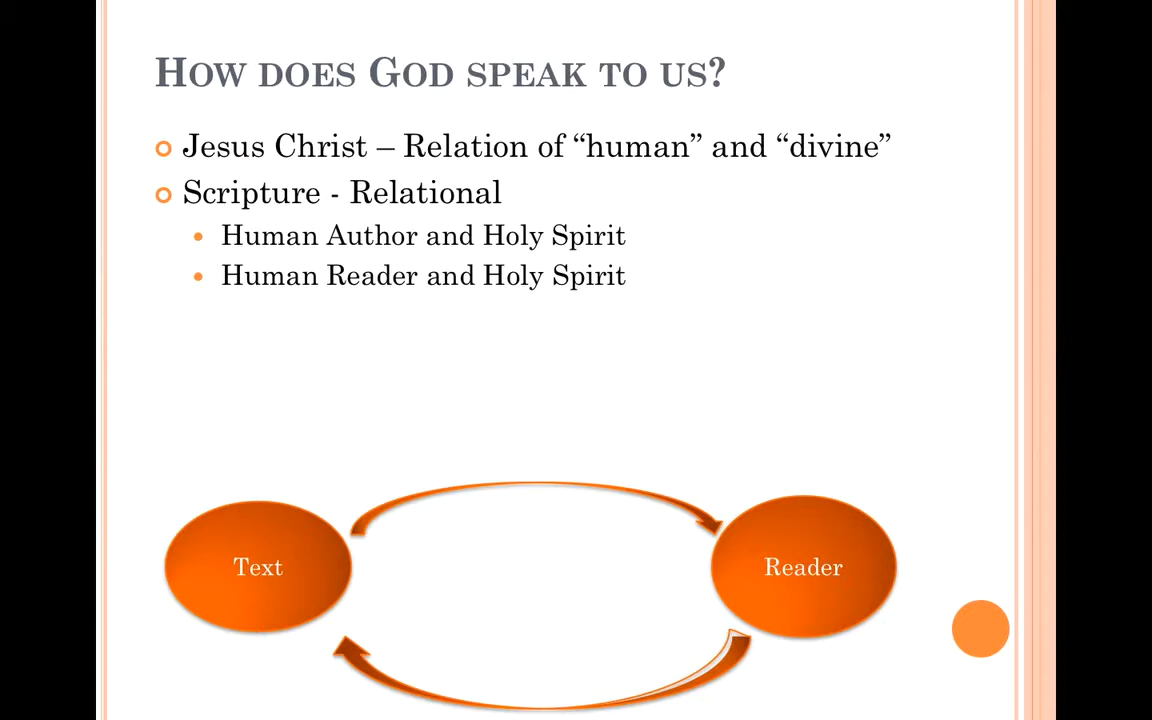 HOW DOES GOD SPEAK TO US?
Jesus Christ – Relation of “human” and “divine”
Scripture - Relational
Human Author and Holy Spirit
Human Reader and Holy Spirit
Text
Reader